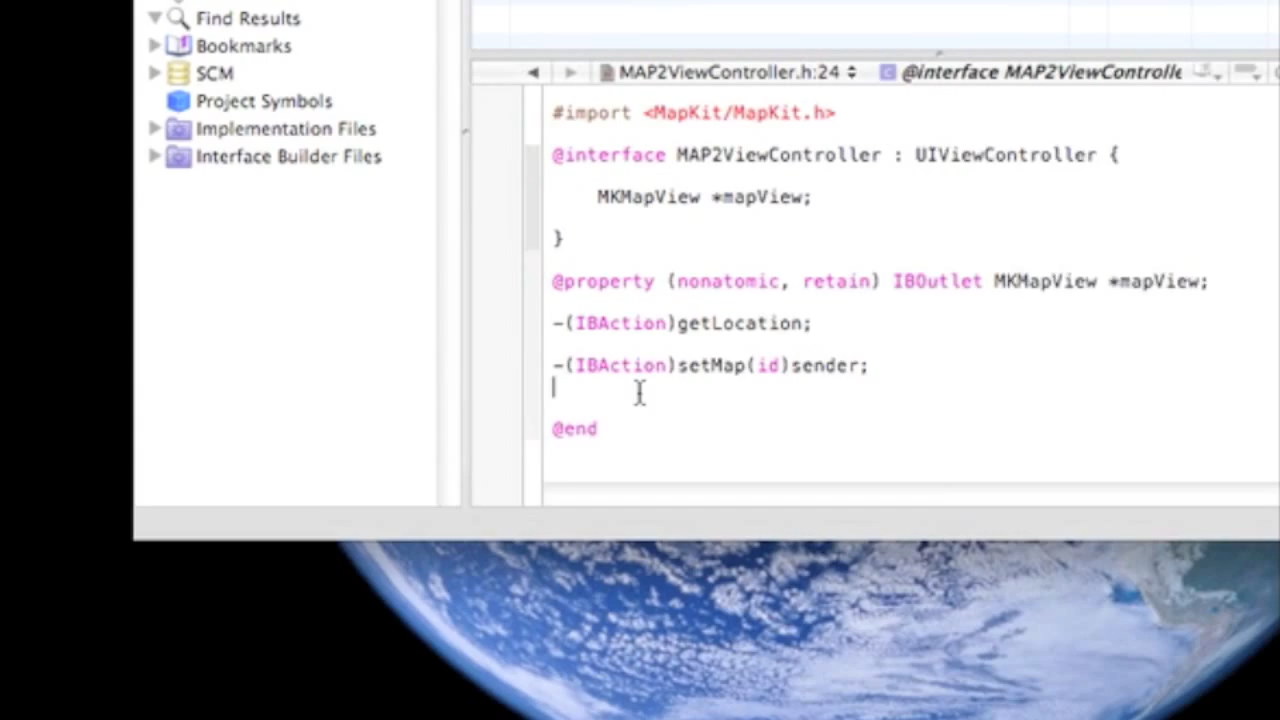 Find Results
Bookmarks
SCM
Project Symbols
Implementation Files
Interface Builder Files
MAP2ViewController.h:24 @interface MAP2ViewControlle
#import <MapKit/MapKit.h>
@interface MAP2ViewController : UIViewController {
MKMapView *mapView;
}
@property (nonatomic, retain) IBOutlet MKMapView *mapView;
-(IBAction)getLocation;
-(IBAction)setMap(id)sender;
@end